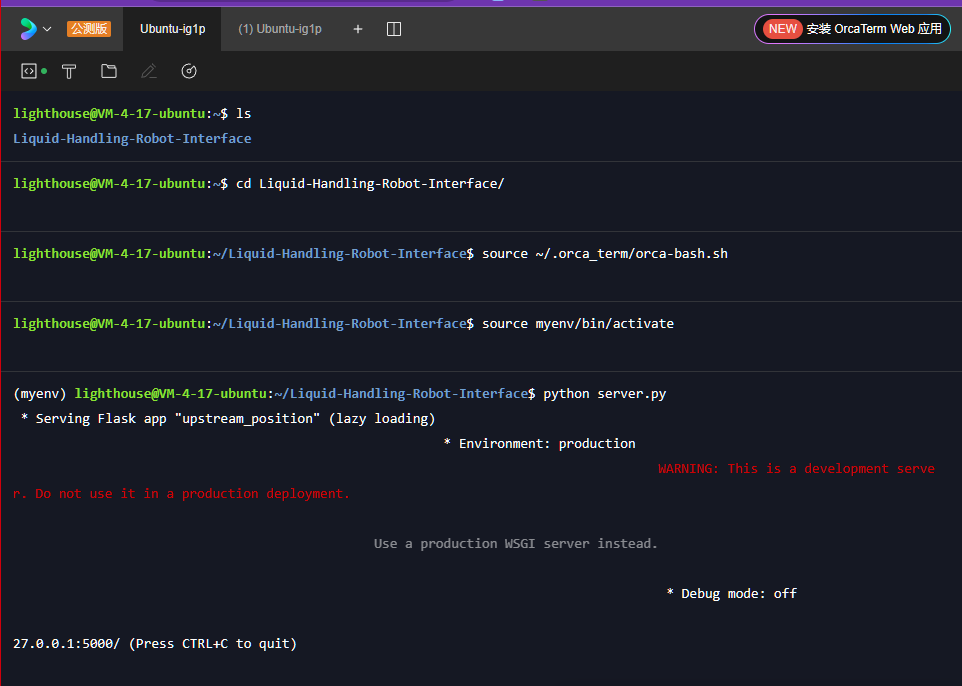 公测版
Ubuntu-ig1p
(1) Ubuntu-ig1p
+
NEW 安装 OrcaTerm Web 应用
lighthouse@VM-4-17-ubuntu:~$ ls
Liquid-Handling-Robot-Interface
lighthouse@VM-4-17-ubuntu:~$ cd Liquid-Handling-Robot-Interface/
lighthouse@VM-4-17-ubuntu:~/Liquid-Handling-Robot-Interface$ source ~/.orca_term/orca-bash.sh
lighthouse@VM-4-17-ubuntu:~/Liquid-Handling-Robot-Interface$ source myenv/bin/activate
(myenv) lighthouse@VM-4-17-ubuntu:~/Liquid-Handling-Robot-Interface$ python server.py
* Serving Flask app "upstream_position" (lazy loading)
* Environment: production
WARNING: This is a development serve
r. Do not use it in a production deployment.
Use a production WSGI server instead.
* Debug mode: off
27.0.0.1:5000/ (Press CTRL+C to quit)